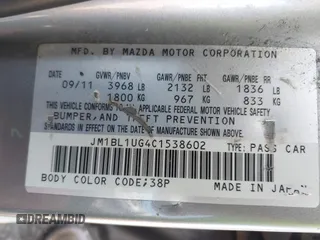 MFD. BY MAZDA MOTOR CORPORATION
DATE GVWR/PNBV GAWR/PNBE FRT GAWR/PNBE RR
09/11 3968 LB 2132 LB 1836 LB
1800 KG 967 KG 833 KG
THIS VEHICLE CONFORMS TO ALL APPLICABLE FEDERAL MOTOR VEHICLE SAFETY
BUMPER, AND THEFT PREVENTION
STANDARDS IN EFFECT ON THE DATE OF MANUFACTURE SHOWN ABOVE.
JM1BL1UG4C1538602 TYPE: PASS CAR
BODY COLOR CODE; 38P MADE IN JAPAN
DREAMBID